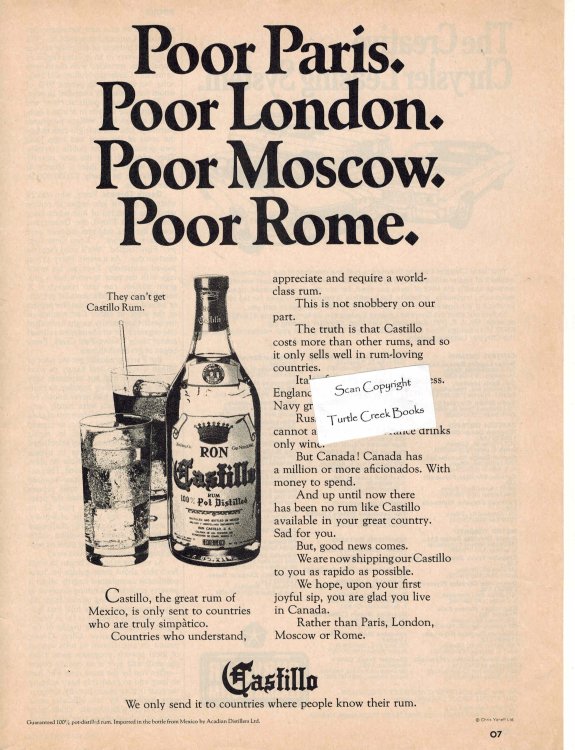 Poor Paris.
Poor London.
Poor Moscow.
Poor Rome.
They can't get
Castillo Rum.
Castillo
RON
Castillo
RUM
100% Pot Distilled
Castillo, the great rum of
Mexico, is only sent to countries
who are truly simpàtico.
Countries who understand,
appreciate and require a world-
class rum.
This is not snobbery on our
part.
The truth is that Castillo
costs more than other rums, and so
it only sells well in rum-loving
countries.
England
Navy
cannot drinks
only wine.
But Canada! Canada has
a million or more aficionados. With
money to spend.
And up until now there
has been no rum like Castillo
available in your great country.
Sad for you.
But, good news comes.
We are now shipping our Castillo
to you as rapido as possible.
We hope, upon your first
joyful sip, you are glad you live
in Canada.
Rather than Paris, London,
Moscow or Rome.
Scan Copyright
Turtle Creek Books
Castillo
We only send it to countries where people know their rum.
Guaranteed 100% pot-distilled rum. Imported in the bottle from Mexico by Acadian Distillers Ltd.
07